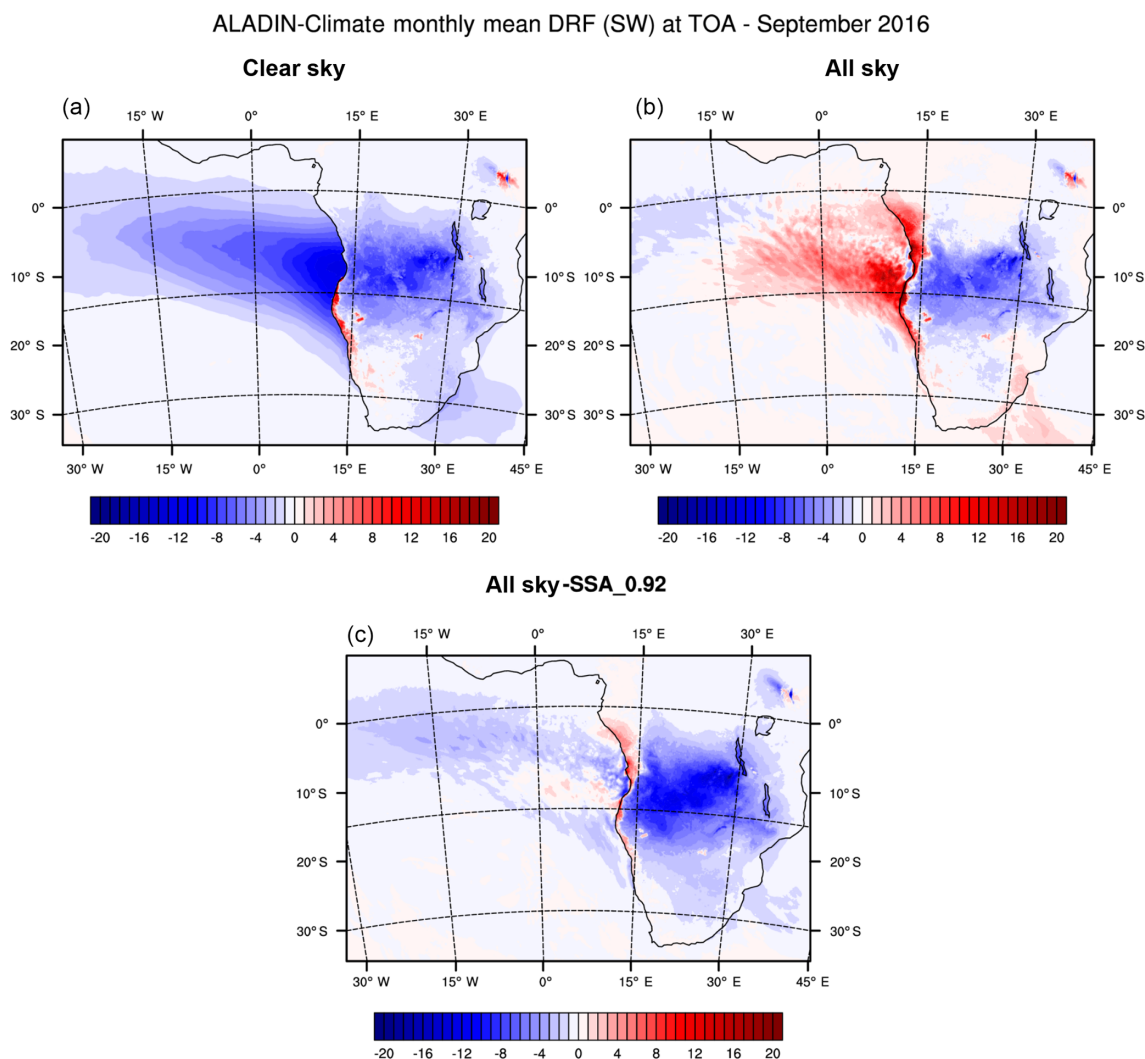 ALADIN-Climate monthly mean DRF (SW) at TOA - September 2016
Clear sky
All sky
(a)
15° W 0° 15° E 30° E
0° 0°
10° S 10° S
20° S 20° S
30° S 30° S
30° W 15° W 0° 15° E 30° E 45° E
-20 -16 -12 -8 -4 0 4 8 12 16 20
(b)
15° W 0° 15° E 30° E
0° 0°
10° S 10° S
20° S 20° S
30° S 30° S
30° W 15° W 0° 15° E 30° E 45° E
-20 -16 -12 -8 -4 0 4 8 12 16 20
All sky-SSA_0.92
(c)
15° W 0° 15° E 30° E
0° 0°
10° S 10° S
20° S 20° S
30° S 30° S
30° W 15° W 0° 15° E 30° E 45° E
-20 -16 -12 -8 -4 0 4 8 12 16 20